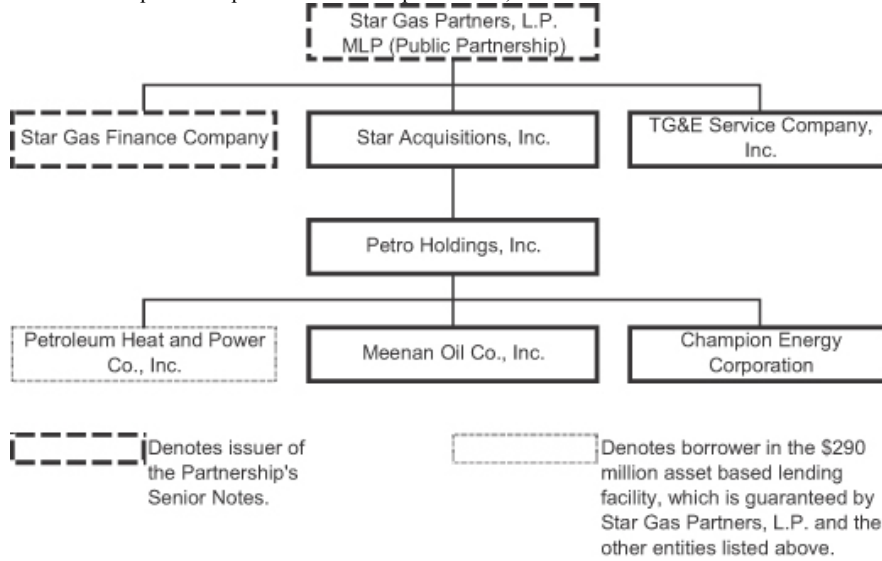 Star Gas Partners, L.P.
MLP (Public Partnership)
Star Gas Finance Company
Star Acquisitions, Inc.
TG&E Service Company,
Inc.
Petro Holdings, Inc.
Petroleum Heat and Power
Co., Inc.
Meenan Oil Co., Inc.
Champion Energy
Corporation
Denotes issuer of
the Partnership's
Senior Notes.
Denotes borrower in the $290
million asset based lending
facility, which is guaranteed by
Star Gas Partners, L.P. and the
other entities listed above.